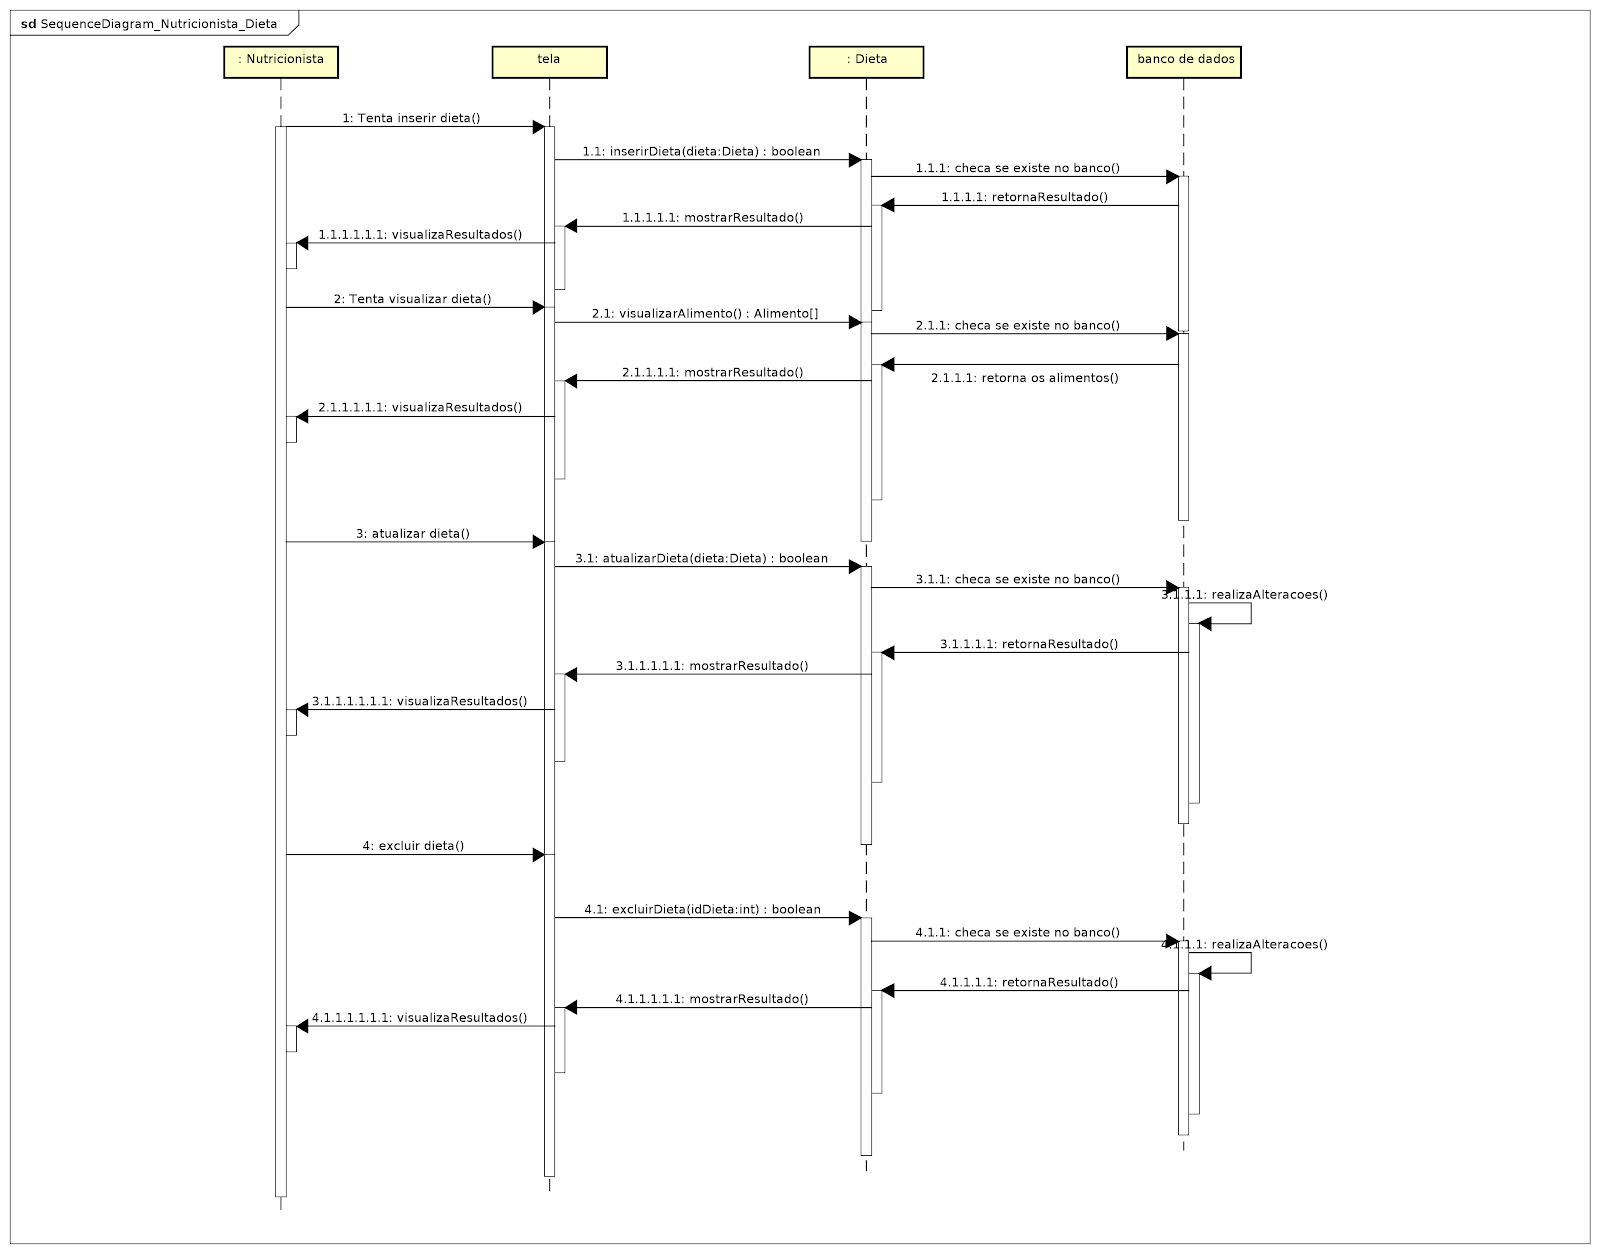 sd SequenceDiagram_Nutricionista_Dieta
: Nutricionista
tela
: Dieta
banco de dados
1: Tenta inserir dieta()
1.1: inserirDieta(dieta:Dieta) : boolean
1.1.1: checa se existe no banco()
1.1.1.1: retornaResultado()
1.1.1.1.1: mostrarResultado()
1.1.1.1.1.1: visualizaResultados()
2: Tenta visualizar dieta()
2.1: visualizarAlimento() : Alimento[]
2.1.1: checa se existe no banco()
2.1.1.1: retorna os alimentos()
2.1.1.1.1: mostrarResultado()
2.1.1.1.1.1: visualizaResultados()
3: atualizar dieta()
3.1: atualizarDieta(dieta:Dieta) : boolean
3.1.1: checa se existe no banco()
3.1.1.1: realizaAlteracoes()
3.1.1.1.1: retornaResultado()
3.1.1.1.1.1: mostrarResultado()
3.1.1.1.1.1.1: visualizaResultados()
4: excluir dieta()
4.1: excluirDieta(idDieta:int) : boolean
4.1.1: checa se existe no banco()
4.1.1.1: realizaAlteracoes()
4.1.1.1.1: retornaResultado()
4.1.1.1.1.1: mostrarResultado()
4.1.1.1.1.1.1: visualizaResultados()